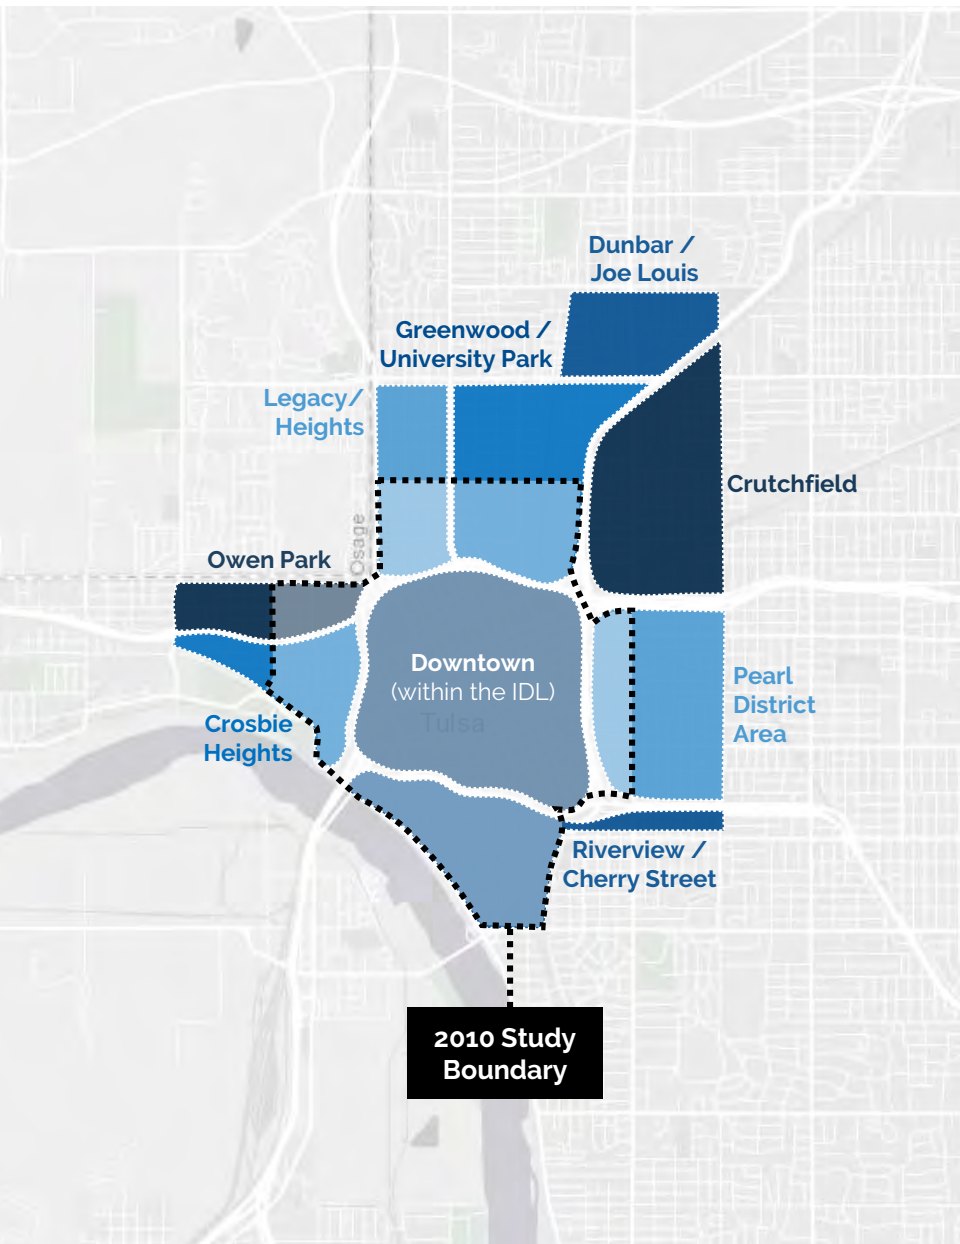 Dunbar /
Joe Louis
Greenwood /
University Park
Legacy/
Heights
Crutchfield
Osage
Owen Park
Downtown
(within the IDL)
Tulsa
Pearl
District
Area
Crosbie
Heights
Riverview /
Cherry Street
2010 Study
Boundary